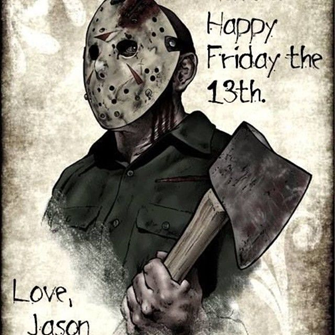 Happy
Friday the
13th.
Love,
Jason